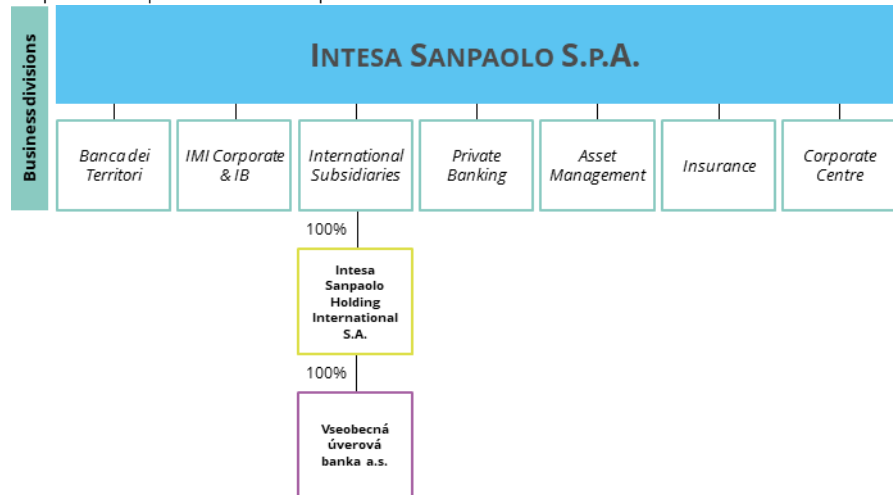 Business divisions
INTESA SANPAOLO S.P.A.
Banca dei
Territori
IMI Corporate
& IB
International
Subsidiaries
Private
Banking
Asset
Management
Insurance
Corporate
Centre
100%
Intesa
Sanpaolo
Holding
International
S.A.
100%
Vseobecná
úverová
banka a.s.